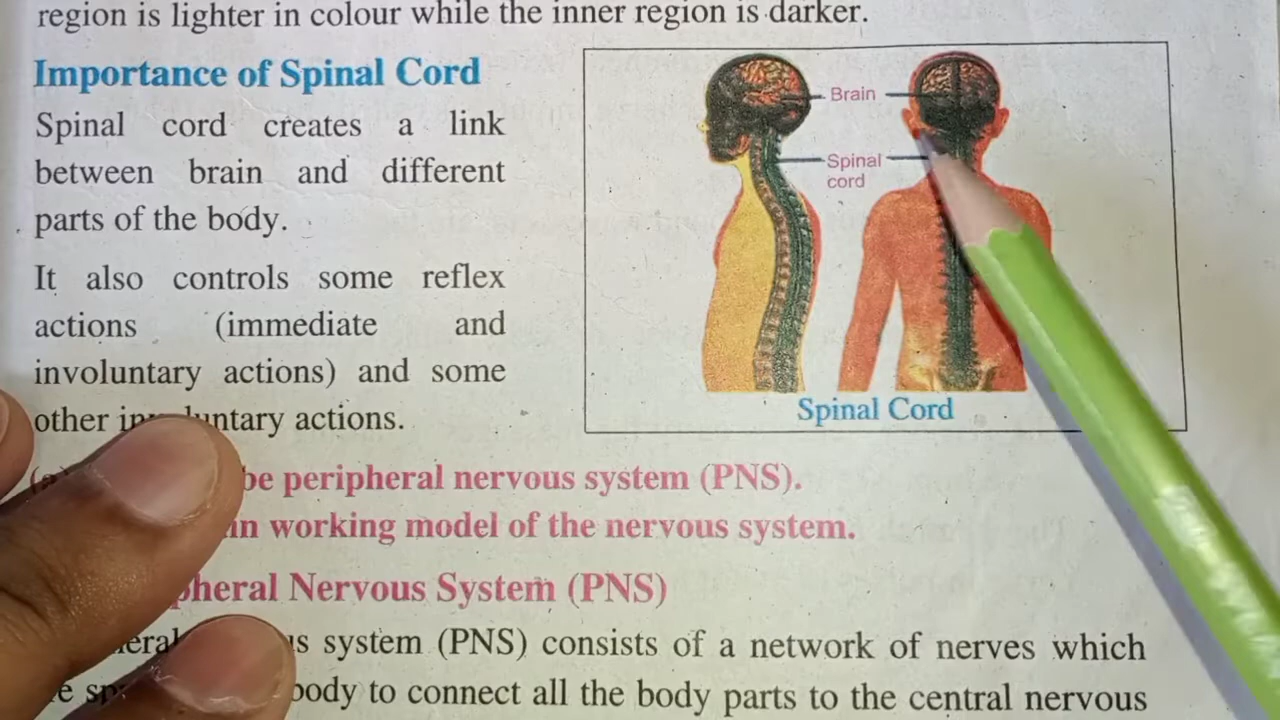 region is lighter in colour while the inner region is darker.
Importance of Spinal Cord
Spinal cord creates a link
between brain and different
parts of the body.
It also controls some reflex
actions (immediate and
involuntary actions) and some
other actions.
Brain
Spinal
cord
Spinal Cord
peripheral nervous system (PNS).
in working model of the nervous system.
Nervous System (PNS)
system (PNS) consists of a network of nerves which
body to connect all the body parts to the central nervous